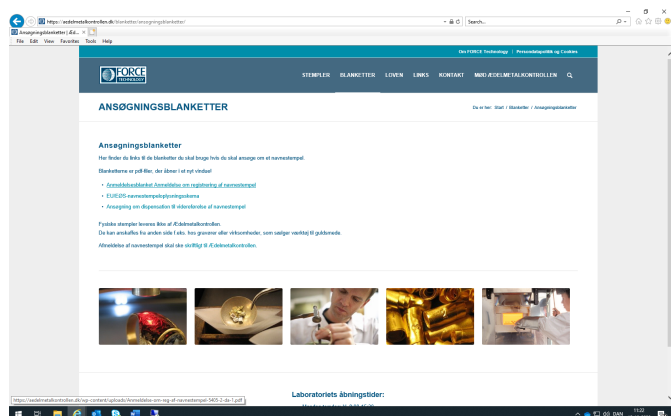 https://aedelmetalkontrollen.dk/blanketter/ansogningsblanketter/
Search...
Ansøgningsblanketter | Æd...
File Edit View Favorites Tools Help
Om FORCE Technology | Persondatapolitik og Cookies
FORCE
TECHNOLOGY
STEMPLER BLANKETTER LOVEN LINKS KONTAKT MØD ÆDELMETALKONTROLLEN
ANSØGNINGSBLANKETTER
Du er her: Start / Blanketter / Ansøgningsblanketter
Ansøgningsblanketter
Her finder du links til de blanketter du skal bruge hvis du skal ansøge om et navnestempel.
Blanketterne er pdf-filer, der åbner i et nyt vindue!
• Anmeldelsesblanket Anmeldelse om registrering af navnestempel
• EU/EØS-navnestempeloplysningsskema
• Ansøgning om dispensation til videreførelse af navnestempel
Fysiske stempler leveres ikke af Ædelmetalkontrollen
De kan anskaffes fra anden side f.eks. hos gravører eller virksomheder, som sælger værktøj til guldsmede.
Afmeldelse af navnestempel skal ske skriftligt til Ædelmetalkontrollen.
Laboratoriets åbningstider:
https://aedelmetalkontrollen.dk/wp-content/uploads/Anmeldelse-om-reg-af-navnestempel-5405-2-da-1.pdf
DAN
11:22